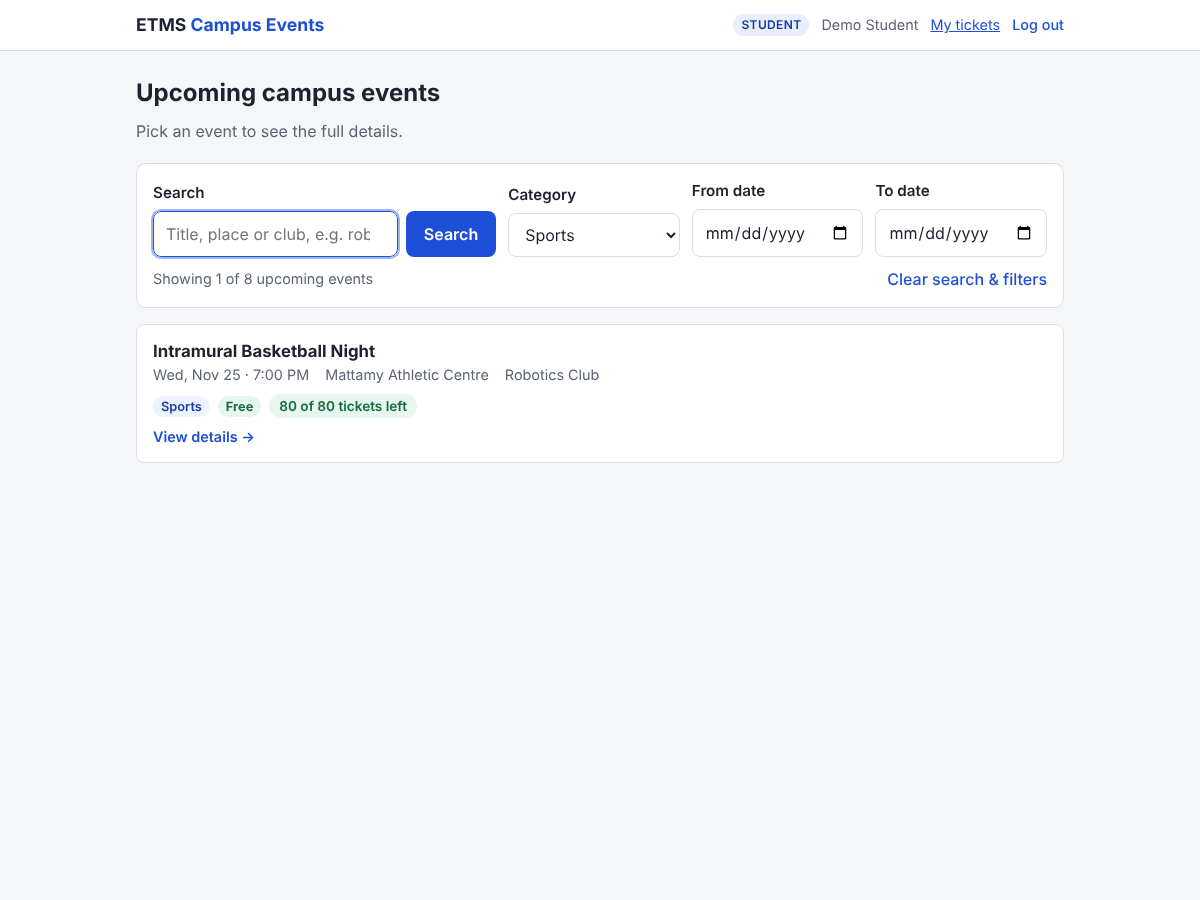 ETMS Campus Events
STUDENT Demo Student My tickets Log out
Upcoming campus events
Pick an event to see the full details.
Search Category From date To date
Title, place or club, e.g. rob Search Sports mm/dd/yyyy mm/dd/yyyy
Showing 1 of 8 upcoming events Clear search & filters
Intramural Basketball Night
Wed, Nov 25 · 7:00 PM Mattamy Athletic Centre Robotics Club
Sports Free 80 of 80 tickets left
View details →